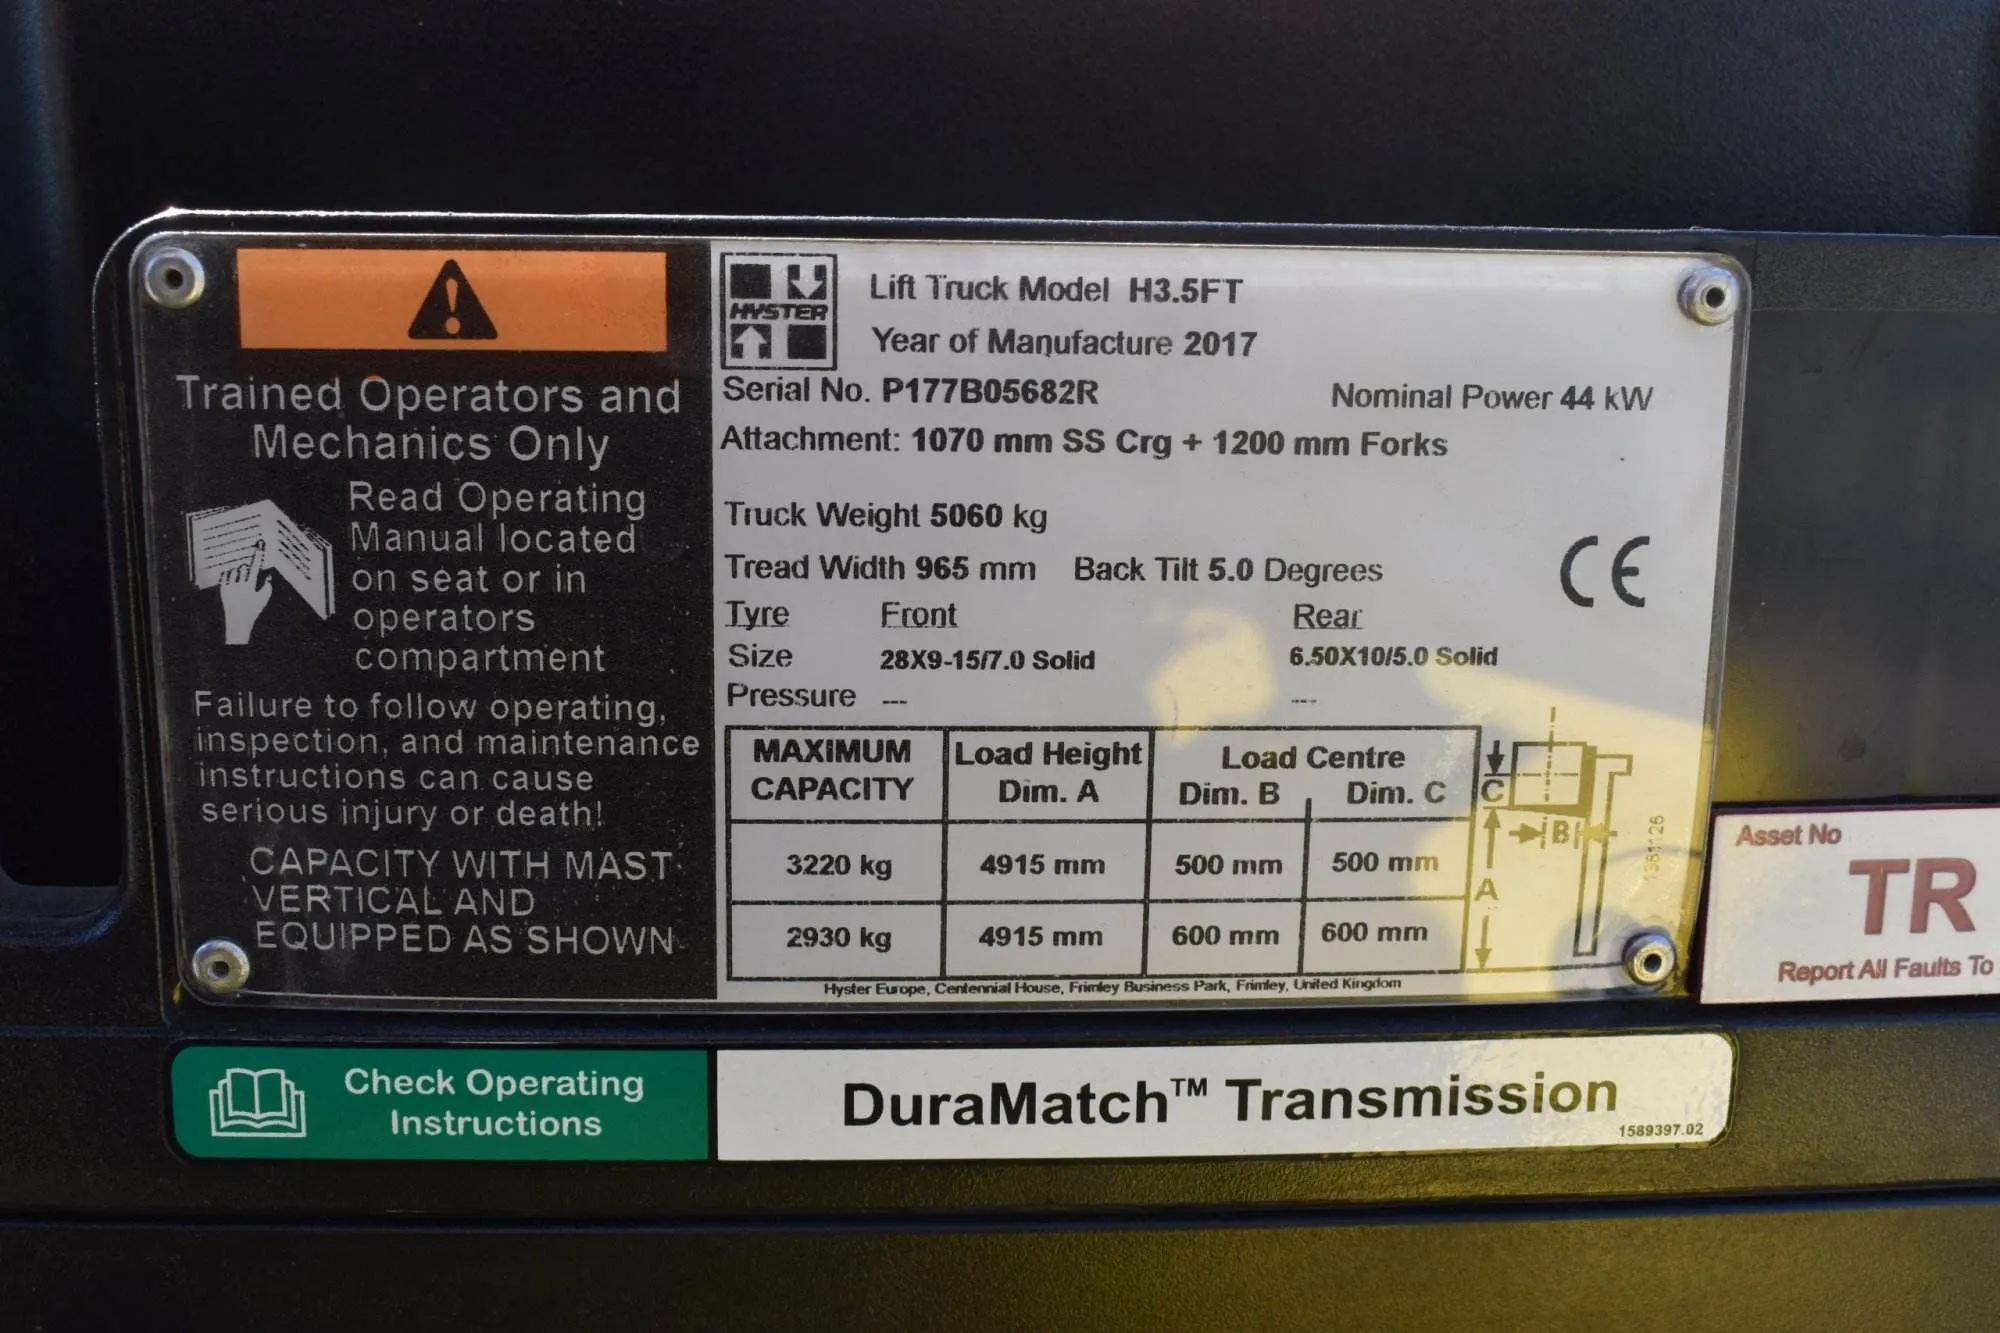 Trained Operators and
Mechanics Only
Read Operating
Manual located
on seat or in
operators
compartment
Failure to follow operating,
inspection, and maintenance
instructions can cause
serious injury or death!
CAPACITY WITH MAST
VERTICAL AND
EQUIPPED AS SHOWN
HYSTER
Lift Truck Model H3.5FT
Year of Manufacture 2017
Serial No. P177B05682R Nominal Power 44 kW
Attachment: 1070 mm SS Crg + 1200 mm Forks
Truck Weight 5060 kg
Tread Width 965 mm Back Tilt 5.0 Degrees
CE
Tyre Front Rear
Size 28X9-15/7.0 Solid 6.50X10/5.0 Solid
Pressure --- ---
MAXIMUM CAPACITY Load Height Dim. A Load Centre Dim. B Dim. C
3220 kg 4915 mm 500 mm 500 mm
2930 kg 4915 mm 600 mm 600 mm
C
B
A
1381126
Hyster Europe, Centennial House, Frimley Business Park, Frimley, United Kingdom
Asset No
TR
Report All Faults To
Check Operating
Instructions
DuraMatch™ Transmission
1589397.02